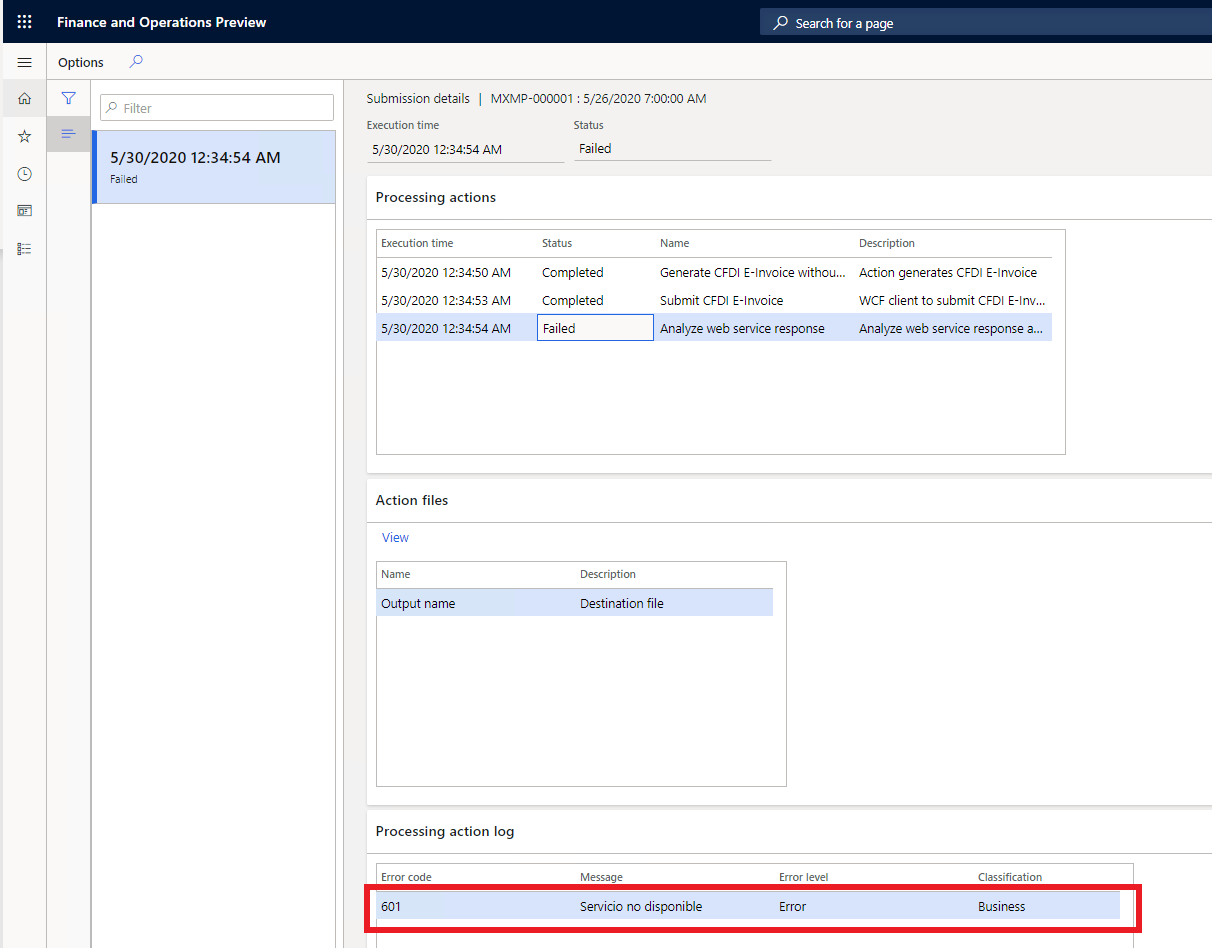 Finance and Operations Preview
Search for a page
Options
Filter
5/30/2020 12:34:54 AM
Failed
Submission details | MXMP-000001 : 5/26/2020 7:00:00 AM
Execution time Status
5/30/2020 12:34:54 AM Failed
Processing actions
Execution time Status Name Description
5/30/2020 12:34:50 AM Completed Generate CFDI E-Invoice withou... Action generates CFDI E-Invoice
5/30/2020 12:34:53 AM Completed Submit CFDI E-Invoice WCF client to submit CFDI E-Inv...
5/30/2020 12:34:54 AM Failed Analyze web service response Analyze web service response a...
Action files
View
Name Description
Output name Destination file
Processing action log
Error code Message Error level Classification
601 Servicio no disponible Error Business